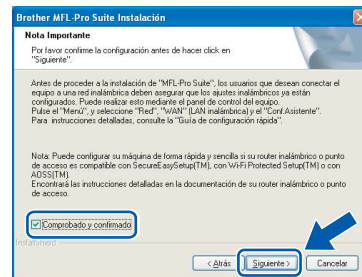 Brother MFL-Pro Suite Instalación
Nota Importante
Por favor confirme la configuración antes de hacer click en
"Siguiente".
Antes de proceder a la instalación de "MFL-Pro Suite", los usuarios que desean conectar el
equipo a una red inalámbrica deben asegurar que los ajustes inalámbricos ya están
configurados. Puede realizar esto mediante el panel de control del equipo.
Pulse el "Menú", y seleccione "Red", "WAN" (LAN inalámbrica) y el "Conf.Asistente".
Para instrucciones detalladas, consulte la "Guía de configuración rápida".
Nota: Puede configurar su máquina de forma rápida y sencilla si su router inalámbrico o punto
de acceso es compatible con SecureEasySetup(TM), con Wi-Fi Protected Setup(TM) o con
AOSS(TM).
Encontrará las instrucciones detalladas en la documentación de su router inalámbrico o punto
de acceso.
Comprobado y confirmado
< Atrás
Siguiente >
Cancelar